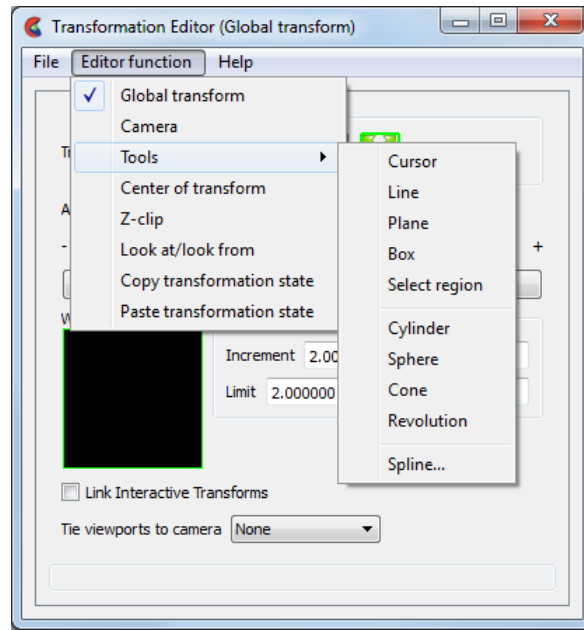 Transformation Editor (Global transform)
File Editor function Help
Global transform
Camera
Tools
Center of transform
Z-clip
Look at/look from
Copy transformation state
Paste transformation state
Cursor
Line
Plane
Box
Select region
Cylinder
Sphere
Cone
Revolution
Spline...
- +
Increment 2.00
Limit 2.000000
Link Interactive Transforms
Tie viewports to camera None